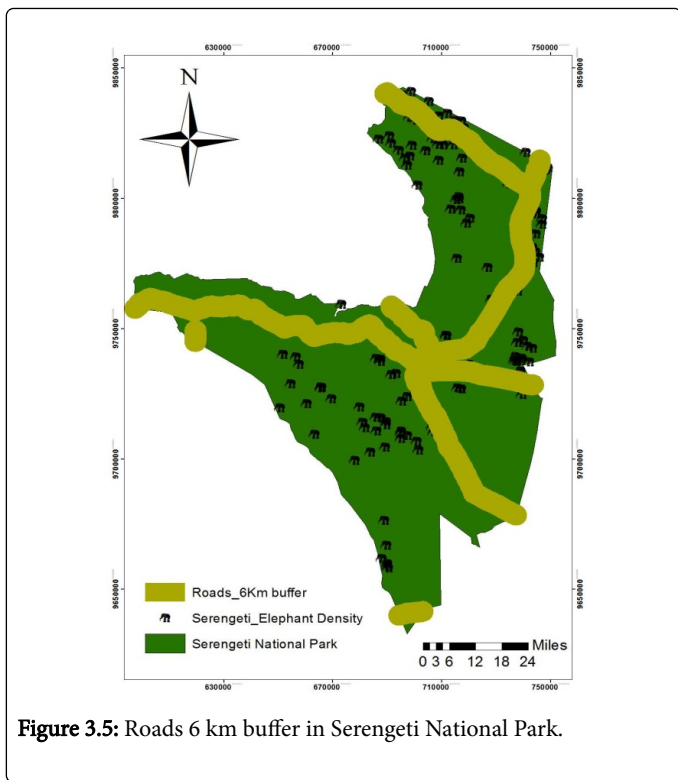 630000 670000 710000 750000
N
9850000 9850000
9800000 9800000
9750000 9750000
9700000 9700000
9650000 9650000
Roads_6Km buffer
Serengeti_Elephant Density
Serengeti National Park
Miles
0 3 6 12 18 24
630000 670000 710000 750000
Figure 3.5: Roads 6 km buffer in Serengeti National Park.